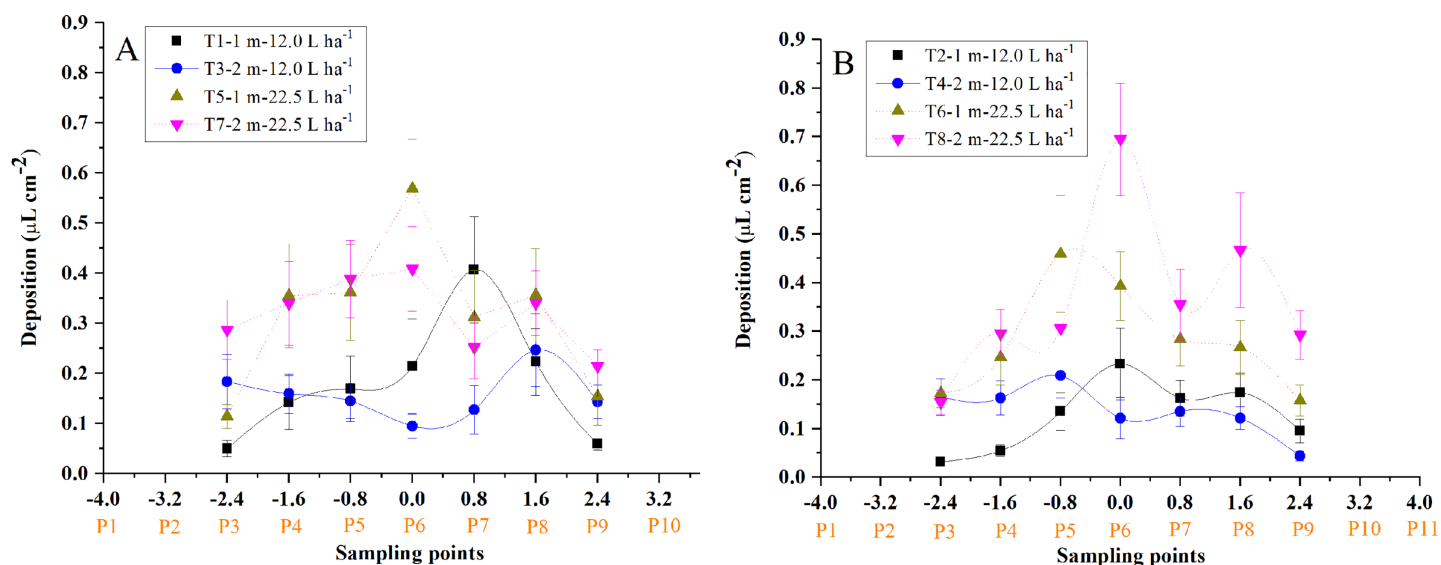 A
T1-1 m-12.0 L ha⁻¹
T3-2 m-12.0 L ha⁻¹
T5-1 m-22.5 L ha⁻¹
T7-2 m-22.5 L ha⁻¹
Deposition (μL cm⁻²)
0.9
0.8
0.7
0.6
0.5
0.4
0.3
0.2
0.1
0.0
-4.0 -3.2 -2.4 -1.6 -0.8 0.0 0.8 1.6 2.4 3.2
P1 P2 P3 P4 P5 P6 P7 P8 P9 P10
Sampling points
B
T2-1 m-12.0 L ha⁻¹
T4-2 m-12.0 L ha⁻¹
T6-1 m-22.5 L ha⁻¹
T8-2 m-22.5 L ha⁻¹
Deposition (μL cm⁻²)
0.9
0.8
0.7
0.6
0.5
0.4
0.3
0.2
0.1
0.0
-4.0 -3.2 -2.4 -1.6 -0.8 0.0 0.8 1.6 2.4 3.2 4.0
P1 P2 P3 P4 P5 P6 P7 P8 P9 P10 P11
Sampling points